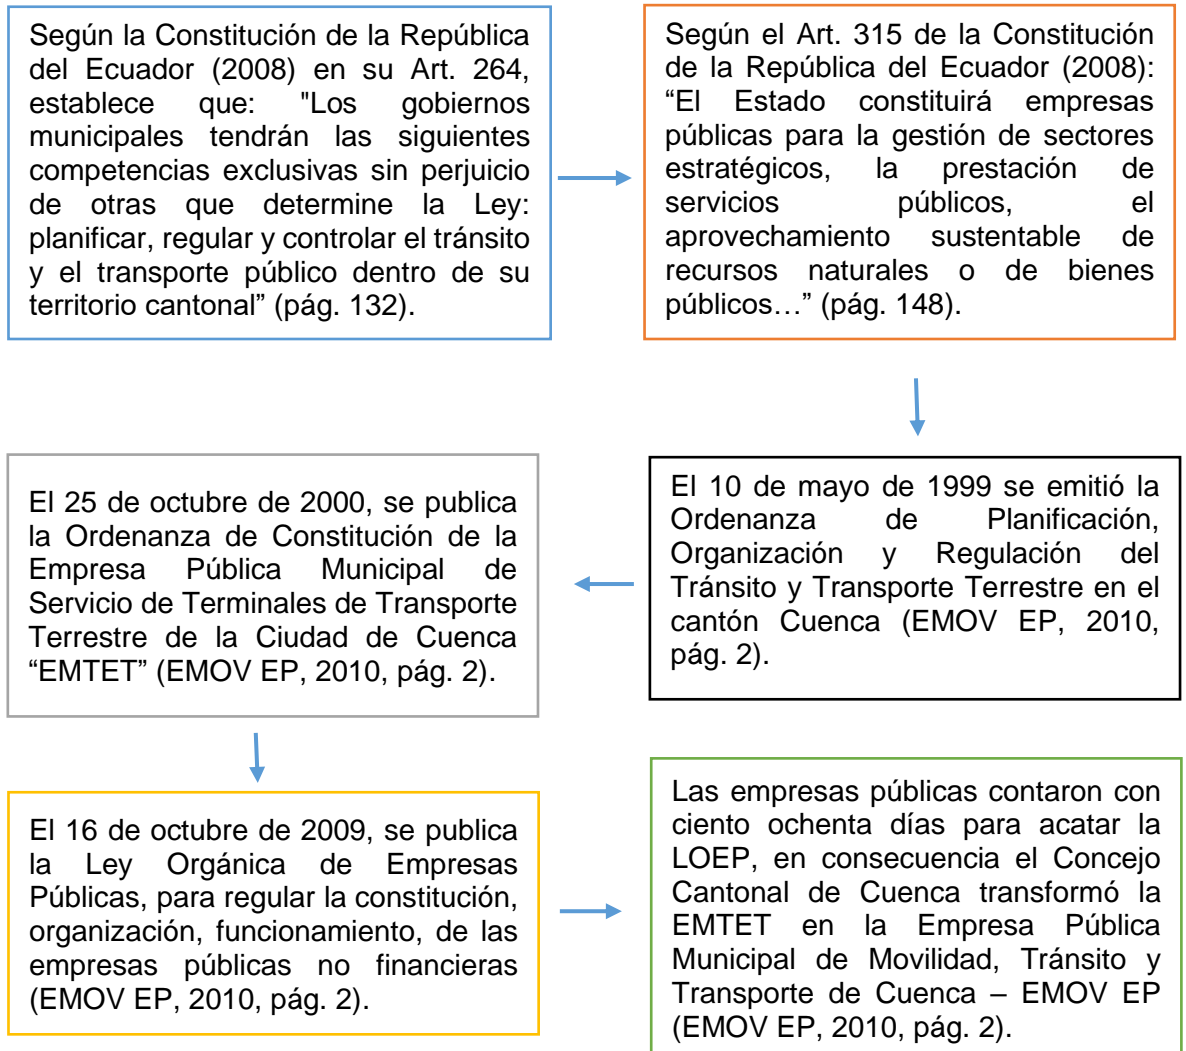 Según la Constitución de la República
del Ecuador (2008) en su Art. 264,
establece que: "Los gobiernos
municipales tendrán las siguientes
competencias exclusivas sin perjuicio
de otras que determine la Ley:
planificar, regular y controlar el tránsito
y el transporte público dentro de su
territorio cantonal” (pág. 132).
Según el Art. 315 de la Constitución
de la República del Ecuador (2008):
“El Estado constituirá empresas
públicas para la gestión de sectores
estratégicos, la prestación de
servicios públicos, el
aprovechamiento sustentable de
recursos naturales o de bienes
públicos…” (pág. 148).
El 10 de mayo de 1999 se emitió la
Ordenanza de Planificación,
Organización y Regulación del
Tránsito y Transporte Terrestre en el
cantón Cuenca (EMOV EP, 2010,
pág. 2).
El 25 de octubre de 2000, se publica
la Ordenanza de Constitución de la
Empresa Pública Municipal de
Servicio de Terminales de Transporte
Terrestre de la Ciudad de Cuenca
“EMTET” (EMOV EP, 2010, pág. 2).
El 16 de octubre de 2009, se publica
la Ley Orgánica de Empresas
Públicas, para regular la constitución,
organización, funcionamiento, de las
empresas públicas no financieras
(EMOV EP, 2010, pág. 2).
Las empresas públicas contaron con
ciento ochenta días para acatar la
LOEP, en consecuencia el Concejo
Cantonal de Cuenca transformó la
EMTET en la Empresa Pública
Municipal de Movilidad, Tránsito y
Transporte de Cuenca – EMOV EP
(EMOV EP, 2010, pág. 2).